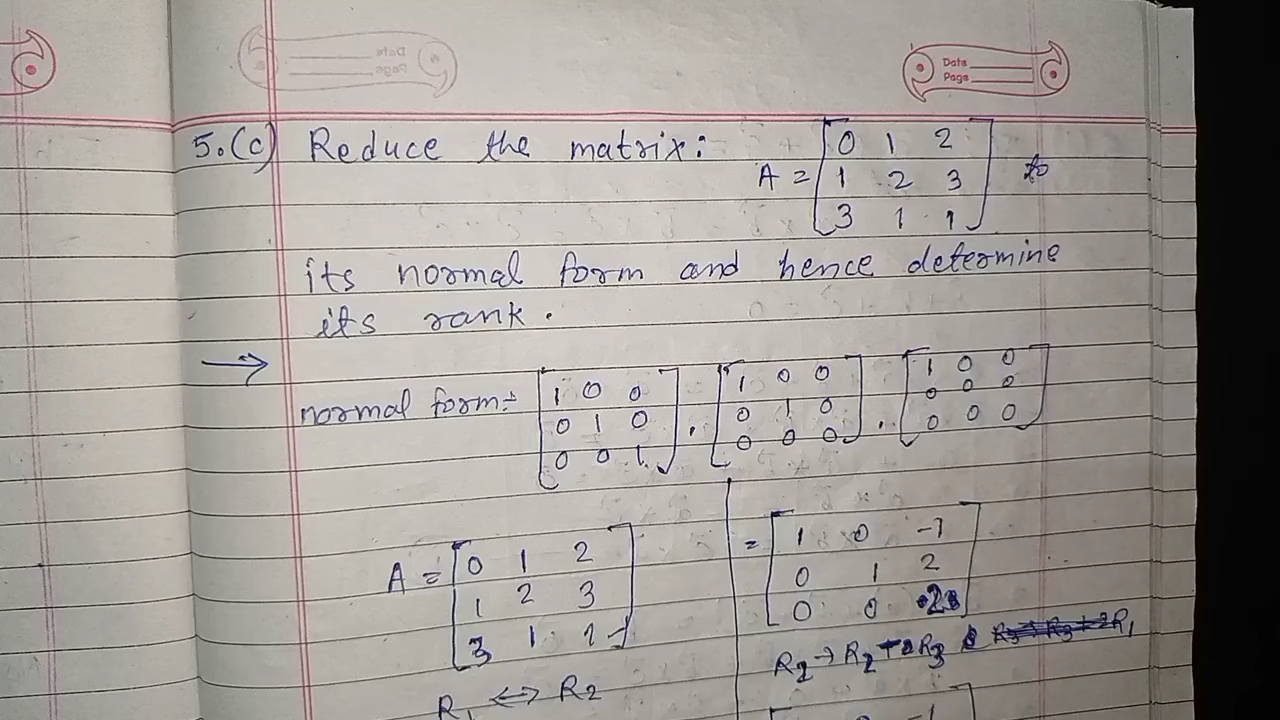 Date
Page
5.(c) Reduce the matrix: A = [0 1 2
1 2 3
3 1 1] to
its normal form and hence determine
its rank.
→
normal form:- [1 0 0
0 1 0
0 0 1] , [1 0 0
0 1 0
0 0 0] , [1 0 0
0 0 0
0 0 0]
A = [0 1 2
1 2 3
3 1 1]
R1 ↔ R2
= [1 0 -1
0 1 2
0 0 2]
R2 → R2 - R3